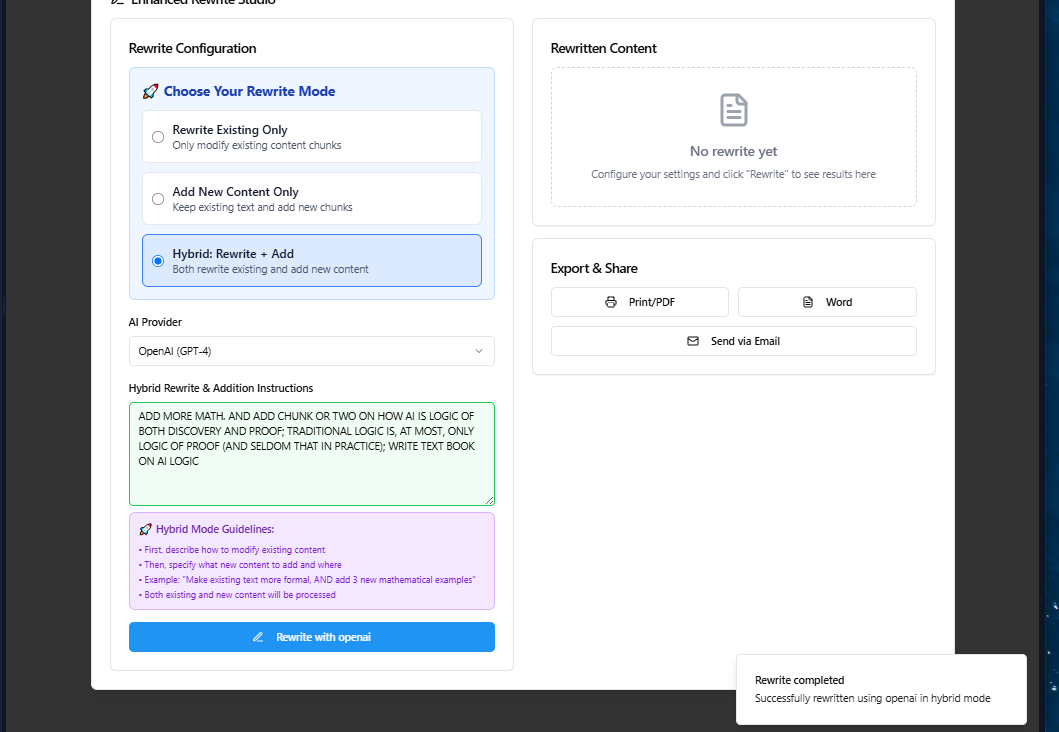 Enhanced Rewrite Studio
Rewrite Configuration
🚀 Choose Your Rewrite Mode
Rewrite Existing Only
Only modify existing content chunks
Add New Content Only
Keep existing text and add new chunks
Hybrid: Rewrite + Add
Both rewrite existing and add new content
AI Provider
OpenAI (GPT-4)
Hybrid Rewrite & Addition Instructions
ADD MORE MATH. AND ADD CHUNK OR TWO ON HOW AI IS LOGIC OF
BOTH DISCOVERY AND PROOF; TRADITIONAL LOGIC IS, AT MOST, ONLY
LOGIC OF PROOF (AND SELDOM THAT IN PRACTICE); WRITE TEXT BOOK
ON AI LOGIC
🚀 Hybrid Mode Guidelines:
• First, describe how to modify existing content
• Then, specify what new content to add and where
• Example: "Make existing text more formal, AND add 3 new mathematical examples"
• Both existing and new content will be processed
Rewrite with openai
Rewritten Content
No rewrite yet
Configure your settings and click "Rewrite" to see results here
Export & Share
Print/PDF
Word
Send via Email
Rewrite completed
Successfully rewritten using openai in hybrid mode